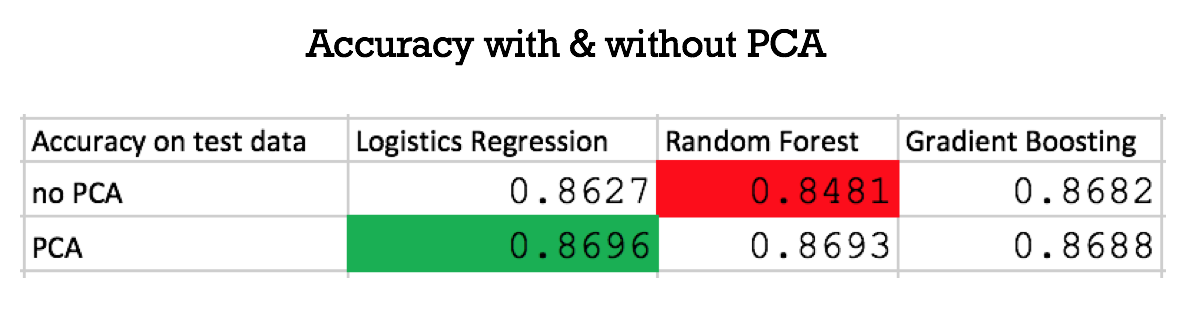 Accuracy with & without PCA
Accuracy on test data Logistics Regression Random Forest Gradient Boosting
no PCA 0.8627 0.8481 0.8682
PCA 0.8696 0.8693 0.8688